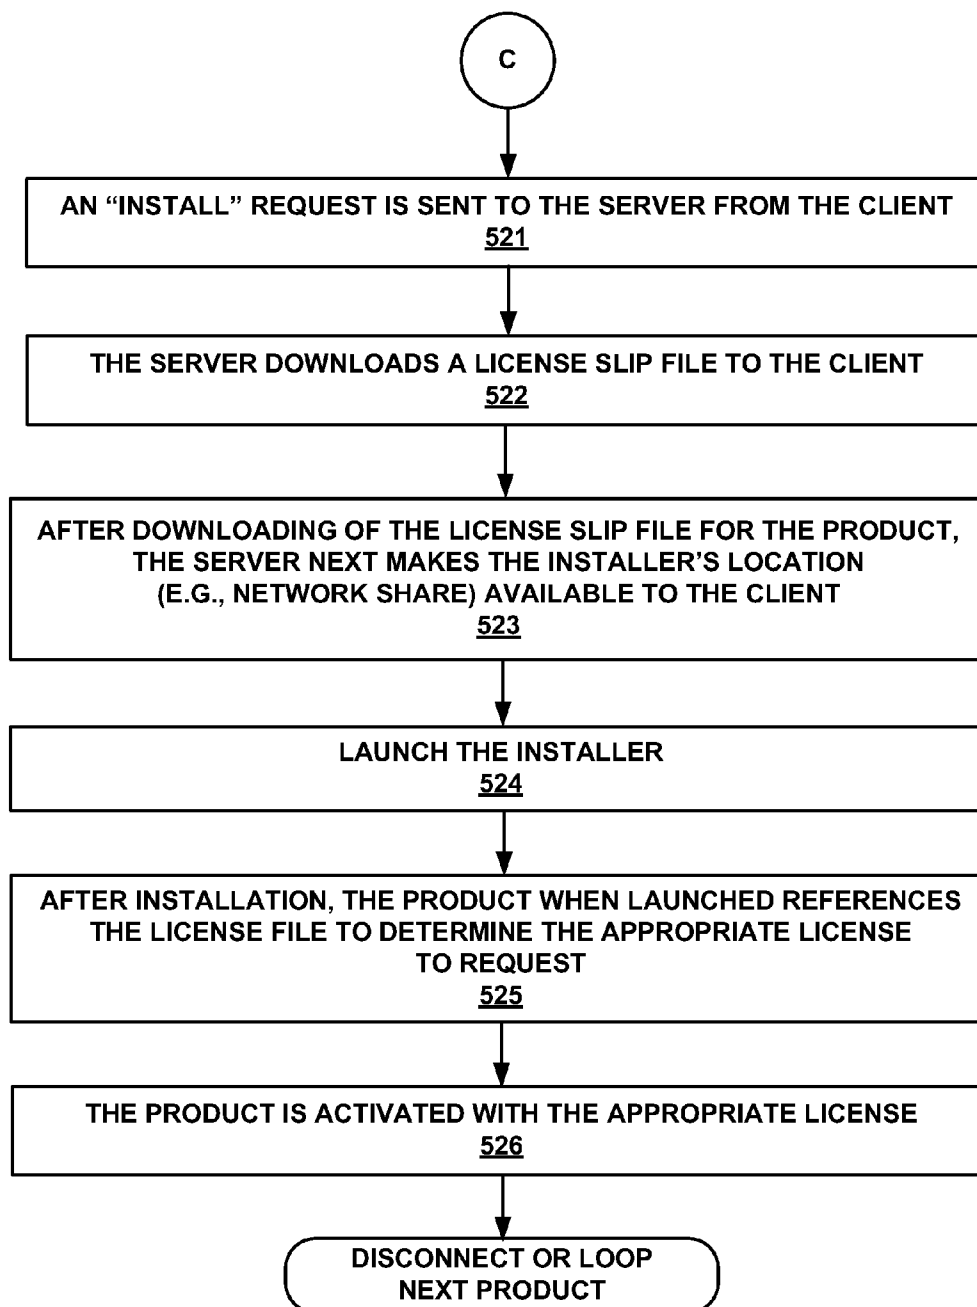 C
AN “INSTALL” REQUEST IS SENT TO THE SERVER FROM THE CLIENT
521
THE SERVER DOWNLOADS A LICENSE SLIP FILE TO THE CLIENT
522
AFTER DOWNLOADING OF THE LICENSE SLIP FILE FOR THE PRODUCT,
THE SERVER NEXT MAKES THE INSTALLER’S LOCATION
(E.G., NETWORK SHARE) AVAILABLE TO THE CLIENT
523
LAUNCH THE INSTALLER
524
AFTER INSTALLATION, THE PRODUCT WHEN LAUNCHED REFERENCES
THE LICENSE FILE TO DETERMINE THE APPROPRIATE LICENSE
TO REQUEST
525
THE PRODUCT IS ACTIVATED WITH THE APPROPRIATE LICENSE
526
DISCONNECT OR LOOP
NEXT PRODUCT